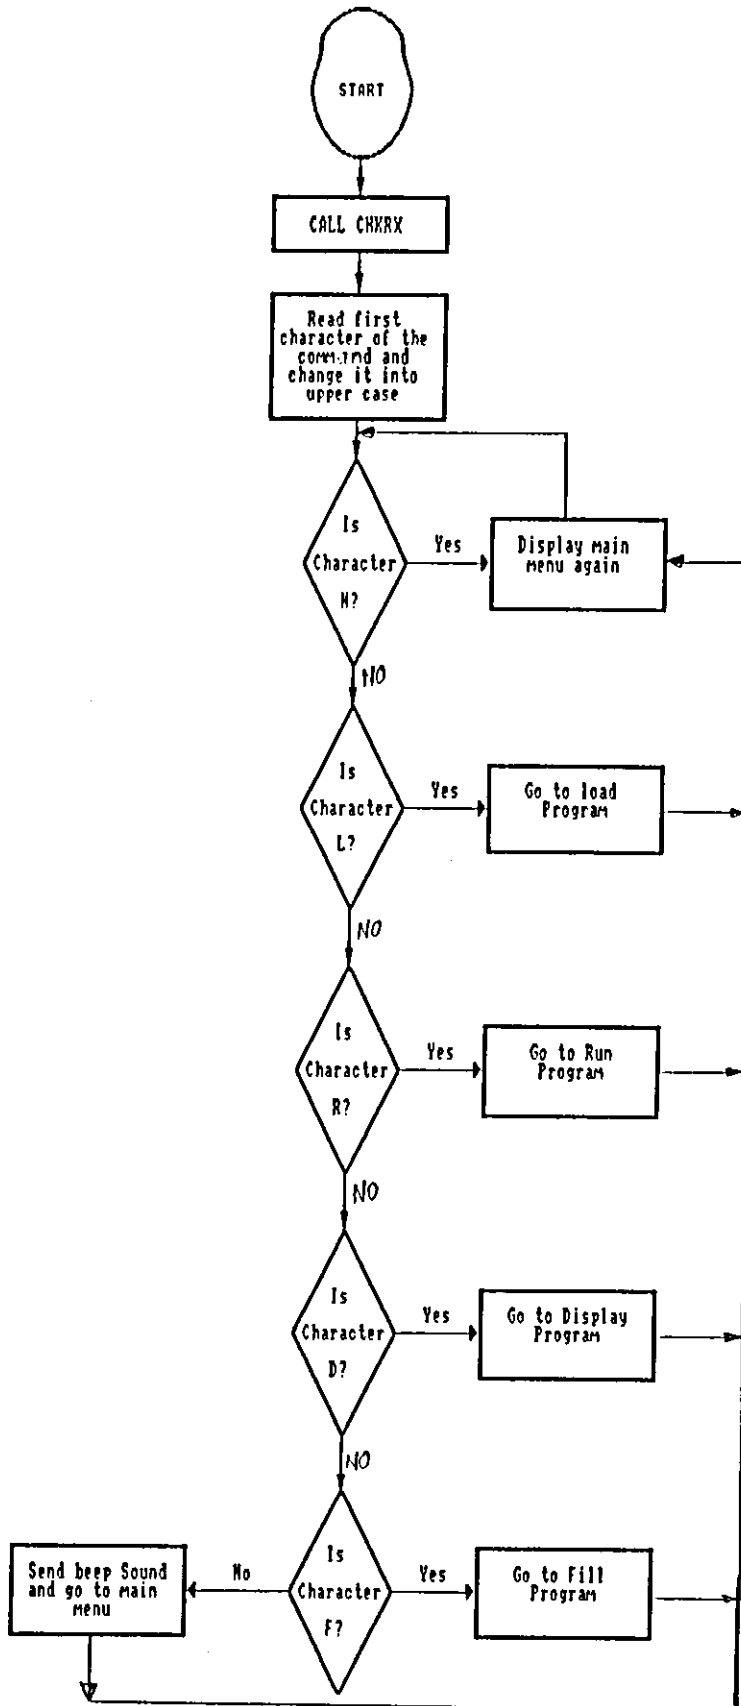 START
CALL CHKRX
Read first
character of the
and
change it into
upper case
Is
Character
M?
Yes
Display main
menu again
NO
Is
Character
L?
Yes
Go to load
Program
NO
Is
Character
R?
Yes
Go to Run
Program
NO
Is
Character
D?
Yes
Go to Display
Program
NO
Is
Character
F?
Yes
Go to Fill
Program
No
Send beep Sound
and go to main
menu